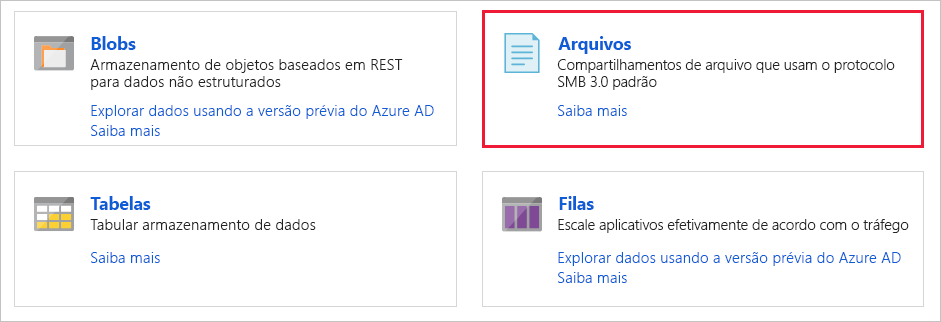 Blobs
Armazenamento de objetos baseados em REST
para dados não estruturados
Explorar dados usando a versão prévia do Azure AD
Saiba mais
Arquivos
Compartilhamentos de arquivo que usam o protocolo
SMB 3.0 padrão
Saiba mais
Tabelas
Tabular armazenamento de dados
Saiba mais
Filas
Escale aplicativos efetivamente de acordo com o tráfego
Explorar dados usando a versão prévia do Azure AD
Saiba mais